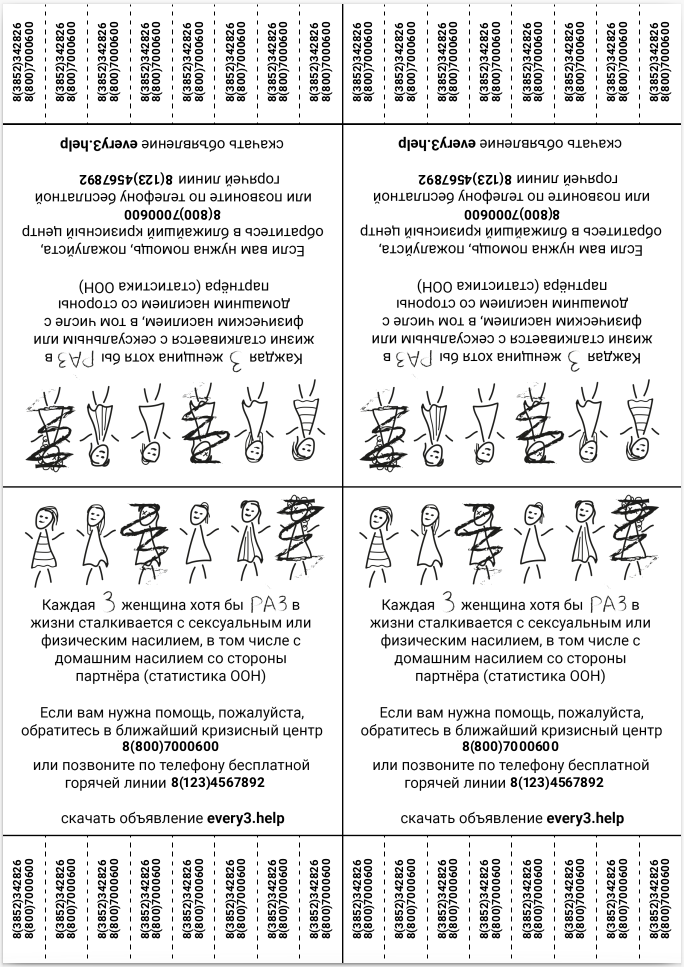 8(3852)342826
8(800)7000600
8(3852)342826
8(800)7000600
8(3852)342826
8(800)7000600
8(3852)342826
8(800)7000600
8(3852)342826
8(800)7000600
8(3852)342826
8(800)7000600
8(3852)342826
8(800)7000600
8(3852)342826
8(800)7000600
8(3852)342826
8(800)7000600
8(3852)342826
8(800)7000600
8(3852)342826
8(800)7000600
8(3852)342826
8(800)7000600
8(3852)342826
8(800)7000600
8(3852)342826
8(800)7000600
8(3852)342826
8(800)7000600
8(3852)342826
8(800)7000600
Каждая 3 женщина хотя бы РАЗ в
жизни сталкивается с сексуальным или
физическим насилием, в том числе с
домашним насилием со стороны
партнёра (статистика ООН)
Если вам нужна помощь, пожалуйста,
обратитесь в ближайший кризисный центр
8(800)7000600
или позвоните по телефону бесплатной
горячей линии 8(123)4567892
скачать объявление every3.help
Каждая 3 женщина хотя бы РАЗ в
жизни сталкивается с сексуальным или
физическим насилием, в том числе с
домашним насилием со стороны
партнёра (статистика ООН)
Если вам нужна помощь, пожалуйста,
обратитесь в ближайший кризисный центр
8(800)7000600
или позвоните по телефону бесплатной
горячей линии 8(123)4567892
скачать объявление every3.help
Каждая 3 женщина хотя бы РАЗ в
жизни сталкивается с сексуальным или
физическим насилием, в том числе с
домашним насилием со стороны
партнёра (статистика ООН)
Если вам нужна помощь, пожалуйста,
обратитесь в ближайший кризисный центр
8(800)7000600
или позвоните по телефону бесплатной
горячей линии 8(123)4567892
скачать объявление every3.help
Каждая 3 женщина хотя бы РАЗ в
жизни сталкивается с сексуальным или
физическим насилием, в том числе с
домашним насилием со стороны
партнёра (статистика ООН)
Если вам нужна помощь, пожалуйста,
обратитесь в ближайший кризисный центр
8(800)7000600
или позвоните по телефону бесплатной
горячей линии 8(123)4567892
скачать объявление every3.help
8(3852)342826
8(800)7000600
8(3852)342826
8(800)7000600
8(3852)342826
8(800)7000600
8(3852)342826
8(800)7000600
8(3852)342826
8(800)7000600
8(3852)342826
8(800)7000600
8(3852)342826
8(800)7000600
8(3852)342826
8(800)7000600
8(3852)342826
8(800)7000600
8(3852)342826
8(800)7000600
8(3852)342826
8(800)7000600
8(3852)342826
8(800)7000600
8(3852)342826
8(800)7000600
8(3852)342826
8(800)7000600
8(3852)342826
8(800)7000600
8(3852)342826
8(800)7000600